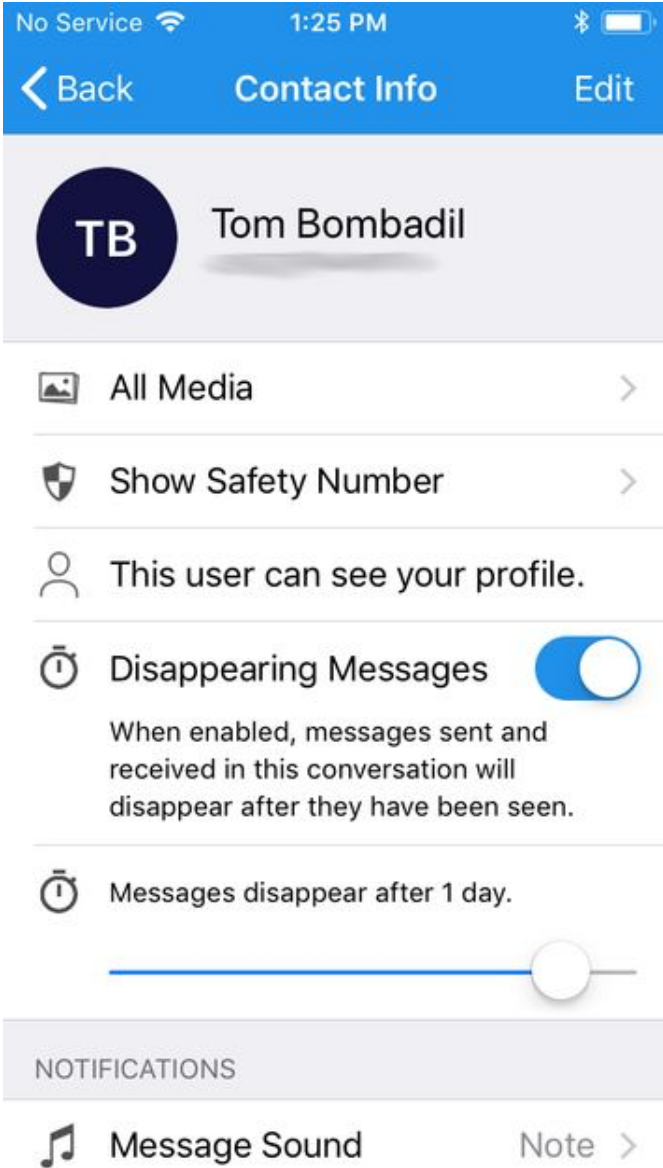 No Service 1:25 PM
Back Contact Info Edit
TB Tom Bombadil
All Media
Show Safety Number
This user can see your profile.
Disappearing Messages
When enabled, messages sent and
received in this conversation will
disappear after they have been seen.
Messages disappear after 1 day.
NOTIFICATIONS
Message Sound Note